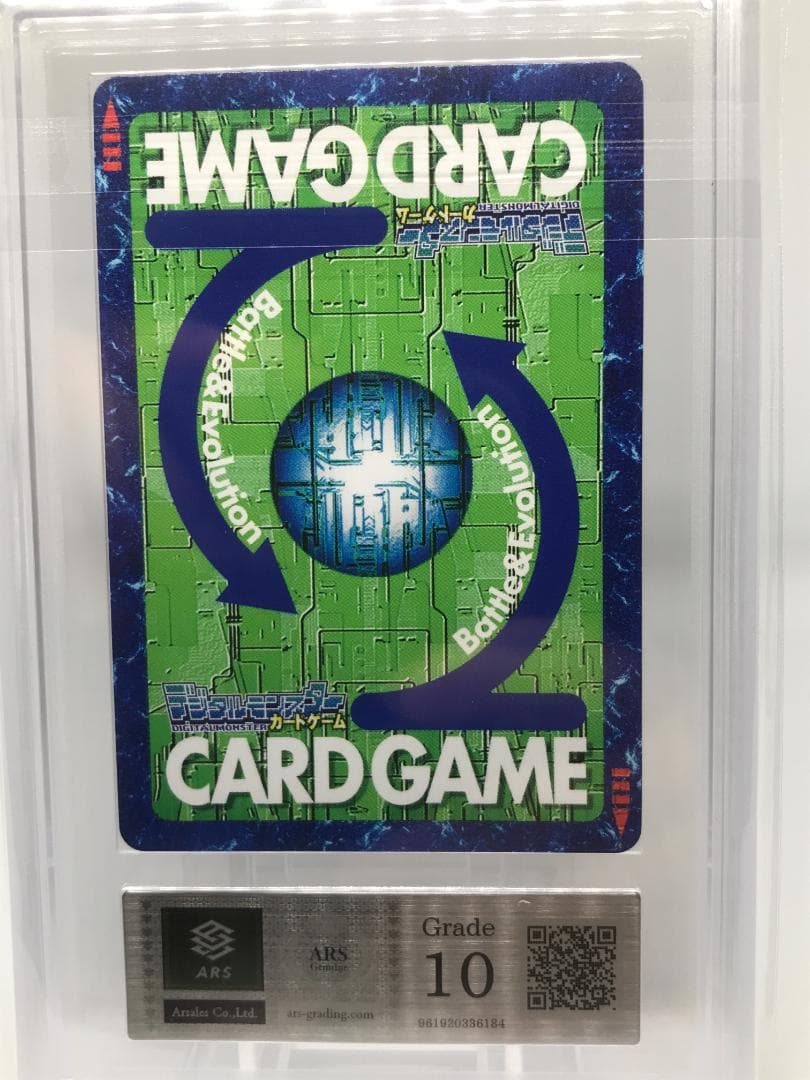 CARD GAME
デジタルモンスター
DIGITAL MONSTER カードゲーム
Battle&Evolution
Battle&Evolution
デジタルモンスター
DIGITAL MONSTER カードゲーム
CARD GAME
ARS
Arsales Co.,Ltd.
ARS
Genuine
ars-grading.com
Grade
10
961920336184